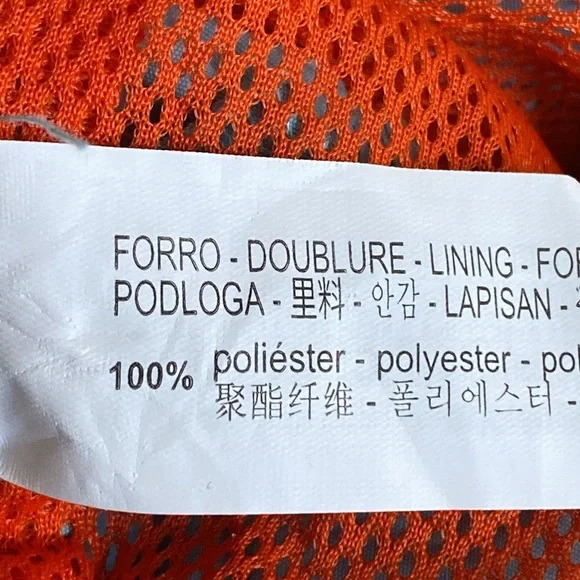 FORRO - DOUBLURE - LINING - FO
PODLOGA - 里料 - 안감 - LAPISAN -
100% poliéster - polyester - pol
聚酯纤维 - 폴리에스터 -